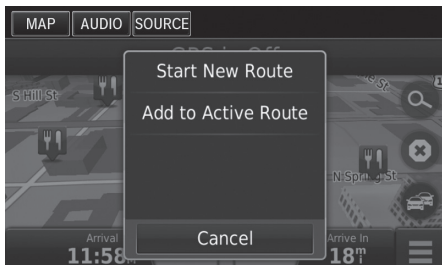 MAP AUDIO SOURCE
Start New Route
S Hill St
Add to Active Route
N Spring St
Arrival
Cancel
Arrive In
11:58
18m